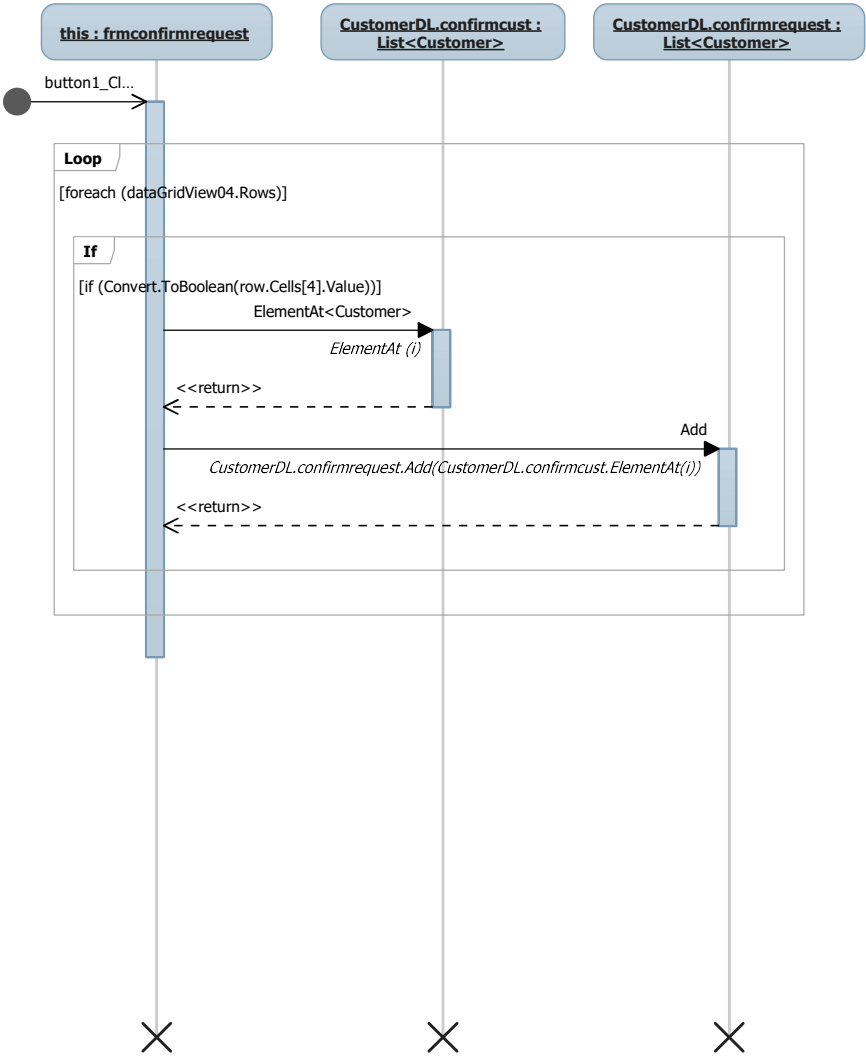 this : frmconfirmrequest
CustomerDL.confirmcust :
List<Customer>
CustomerDL.confirmrequest :
List<Customer>
button1_Cl...
Loop
[foreach (dataGridView04.Rows)]
If
[if (Convert.ToBoolean(row.Cells[4].Value))]
ElementAt<Customer>
ElementAt (i)
<<return>>
Add
CustomerDL.confirmrequest.Add(CustomerDL.confirmcust.ElementAt(i))
<<return>>